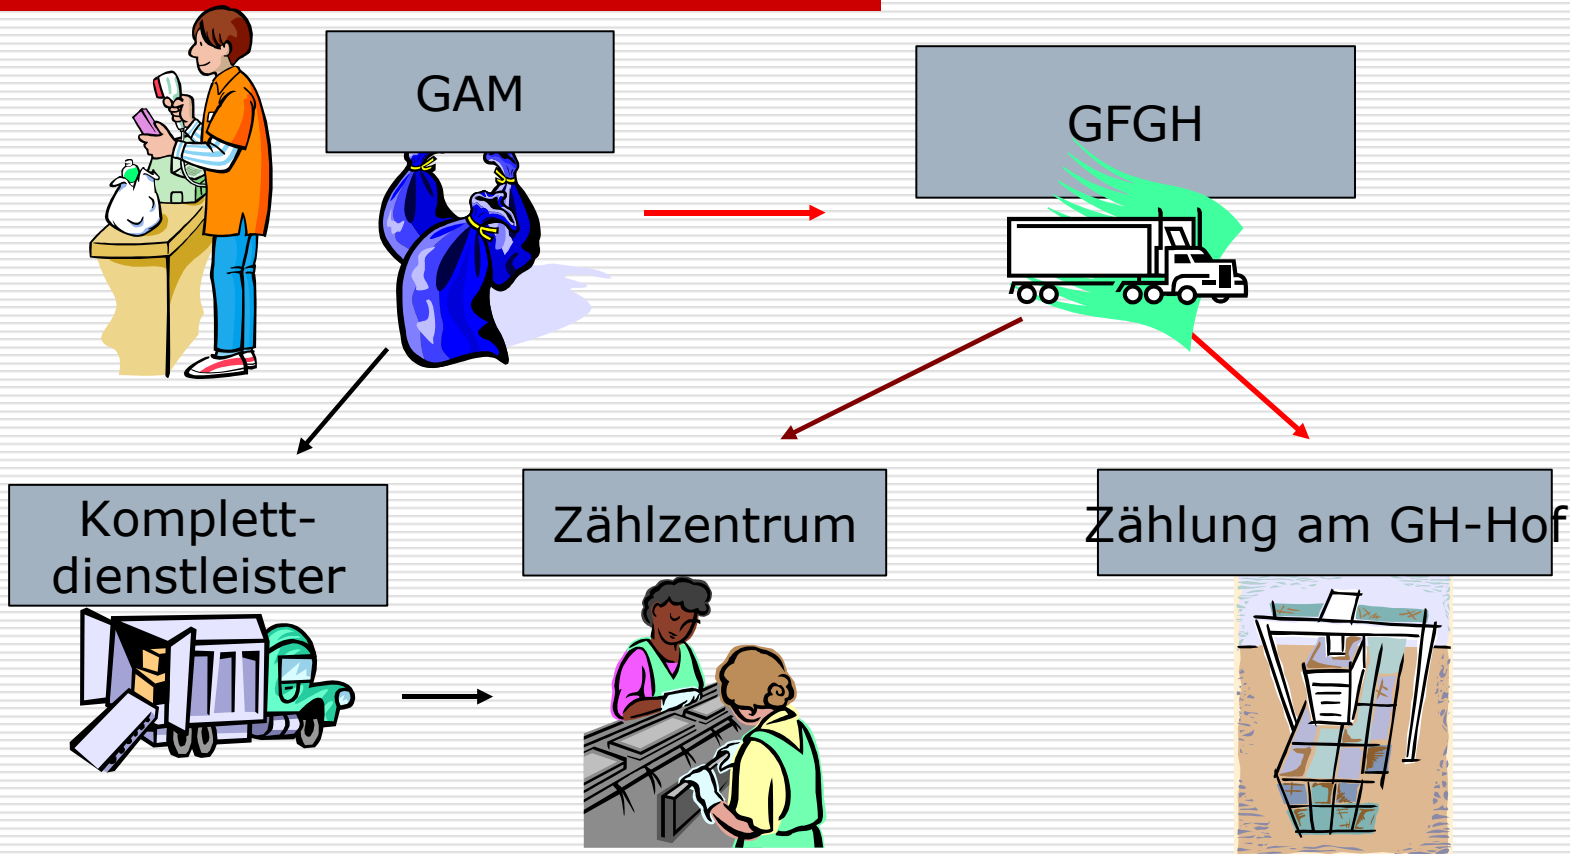 GAM
GFGH
Komplett-
dienstleister
Zählzentrum
Zählung am GH-Hof